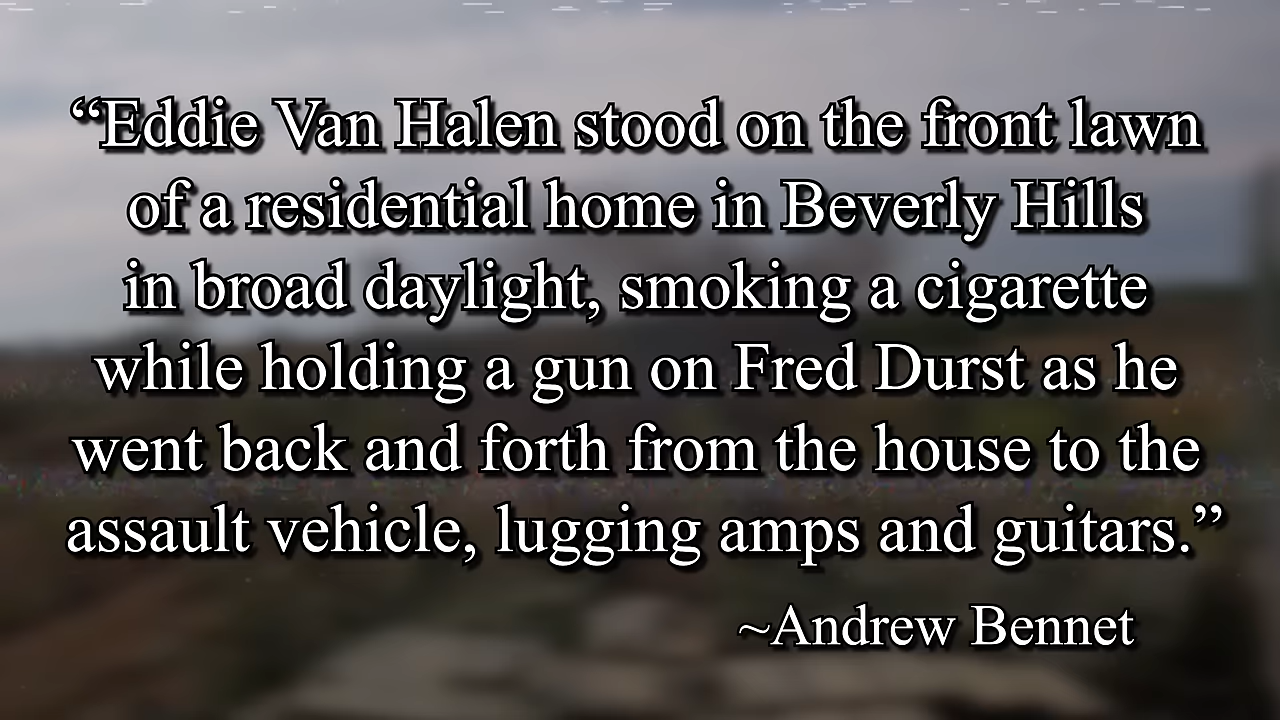 “Eddie Van Halen stood on the front lawn
of a residential home in Beverly Hills
in broad daylight, smoking a cigarette
while holding a gun on Fred Durst as he
went back and forth from the house to the
assault vehicle, lugging amps and guitars.”
~Andrew Bennet